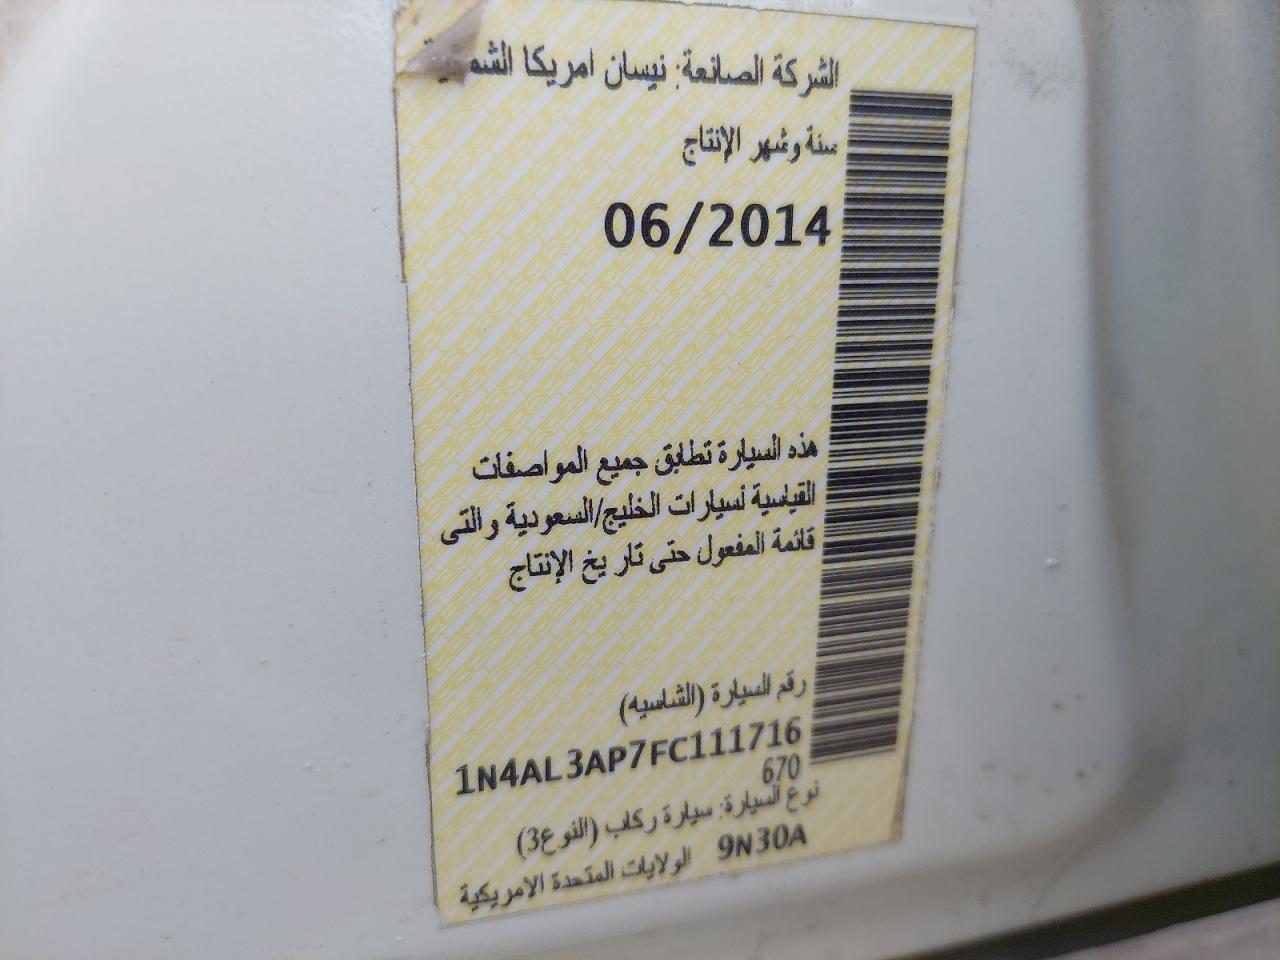 الشركة الصانعة: نيسان امريكا
سنة وشهر الإنتاج
06/2014
هذه السيارة تطابق جميع المواصفات
القياسية لسيارات الخليج/السعودية والتى
قائمة المفعول حتى تاريخ الإنتاج
رقم السيارة (الشاسيه)
1N4AL3AP7FC111716
670
نوع السيارة: سيارة ركاب (النوع3)
9N30A الولايات المتحدة الامريكية